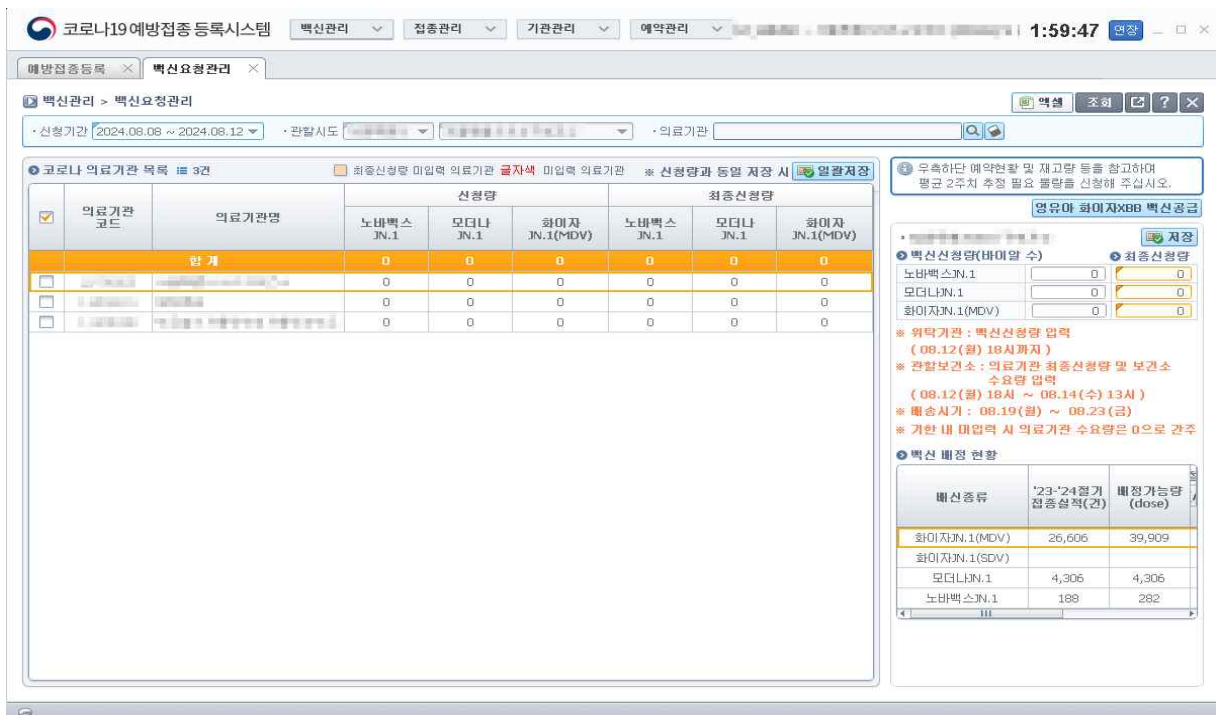 코로나19예방접종등록시스템 백신관리 접종관리 기관관리 예약관리 1:59:47 연장
예방접종등록 백신요청관리
백신관리 > 백신요청관리 엑셀 조회 ?
·신청기간 2024.08.08 ~ 2024.08.12 ·관할시도 ·의료기관
코로나 의료기관 목록 3건 최종신청량 미입력 의료기관 글자색 미입력 의료기관 ※ 신청량과 동일 저장 시 일괄저장
의료기관 코드 의료기관명 신청량 최종신청량
노바백스 JN.1 모더나 JN.1 화이자 JN.1(MDV) 노바백스 JN.1 모더나 JN.1 화이자 JN.1(MDV)
합 계 0 0 0 0 0 0
0 0 0 0 0 0
0 0 0 0 0 0
0 0 0 0 0 0
우측하단 예약현황 및 재고량 등을 참고하며
평균 2주치 추정 필요 물량을 신청해 주십시오.
영유아 화이자XBB 백신공급
저장
백신신청량(바이알 수) 최종신청량
노바백스JN.1 0 0
모더나JN.1 0 0
화이자JN.1(MDV) 0 0
※ 위탁기관 : 백신신청량 입력
( 08.12(월) 18시까지 )
※ 관할보건소 : 의료기관 최종신청량 및 보건소
수요량 입력
( 08.12(월) 18시 ~ 08.14(수) 13시 )
※ 배송시기 : 08.19(월) ~ 08.23(금)
※ 기한 내 미입력 시 의료기관 수요량은 0으로 간주
백신 배정 현황
배신종류 '23-'24절기 접종실적(건) 배정가능량 (dose)
화이자JN.1(MDV) 26,606 39,909
화이자JN.1(SDV)
모더나JN.1 4,306 4,306
노바백스JN.1 188 282